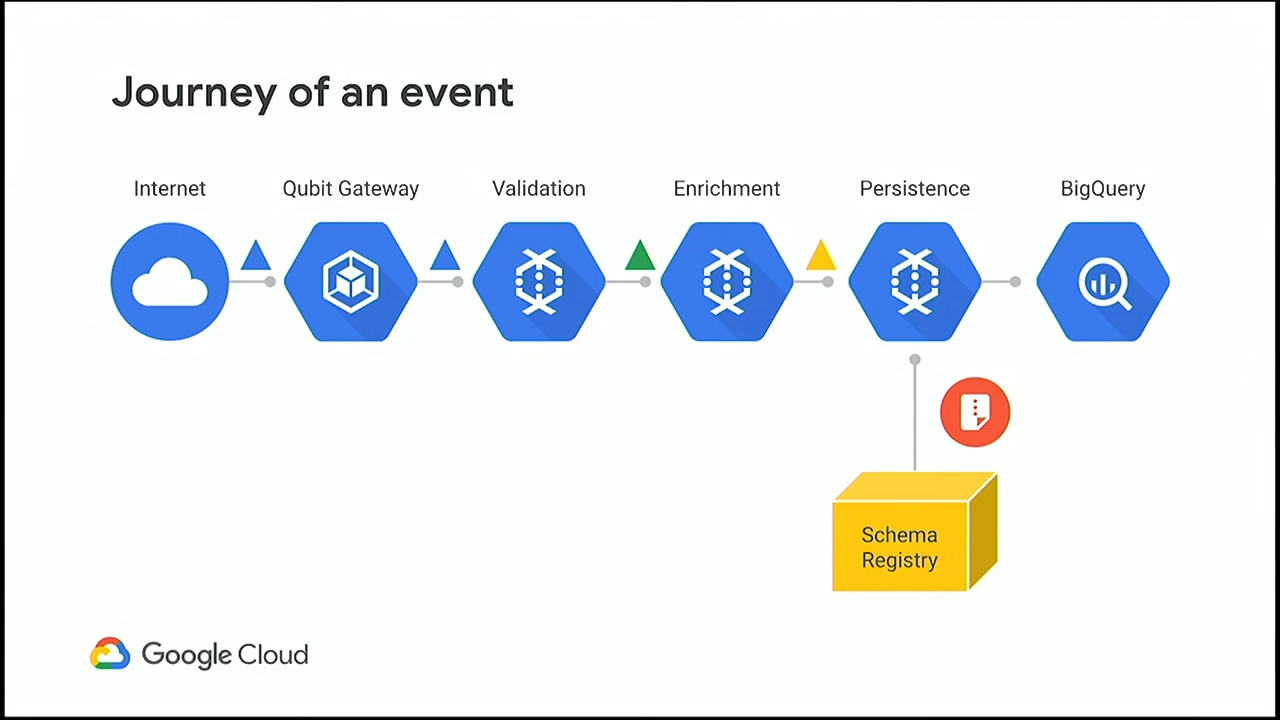 Journey of an event
Internet
Qubit Gateway
Validation
Enrichment
Persistence
BigQuery
Schema
Registry
Google Cloud